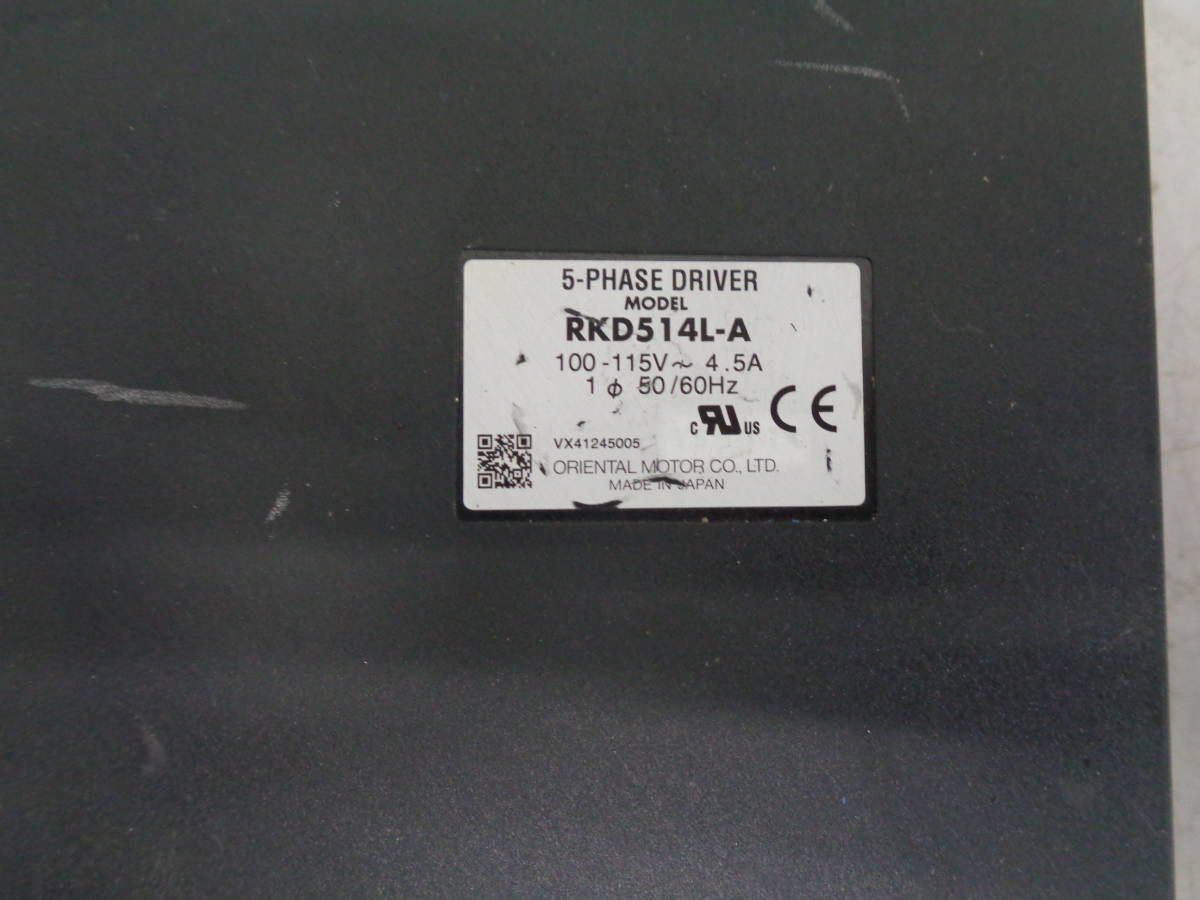 5-PHASE DRIVER
MODEL
RKD514L-A
100-115V~ 4.5A
1 ϕ 50/60Hz
c RU US CE
VX41245005
ORIENTAL MOTOR CO., LTD.
MADE IN JAPAN